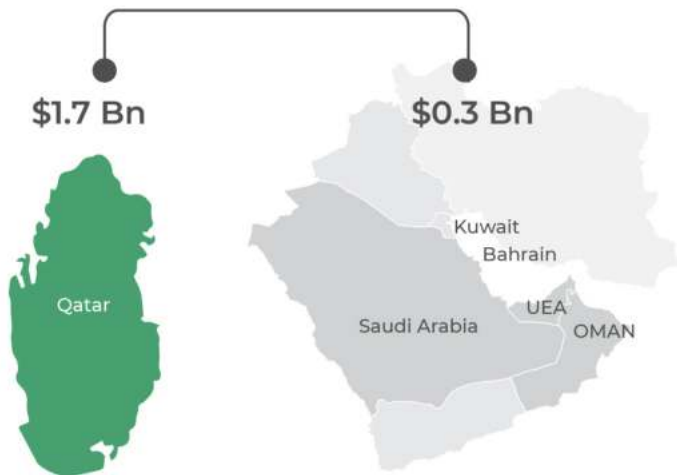 $1.7 Bn
$0.3 Bn
Kuwait
Bahrain
Qatar
UEA
Saudi Arabia
OMAN